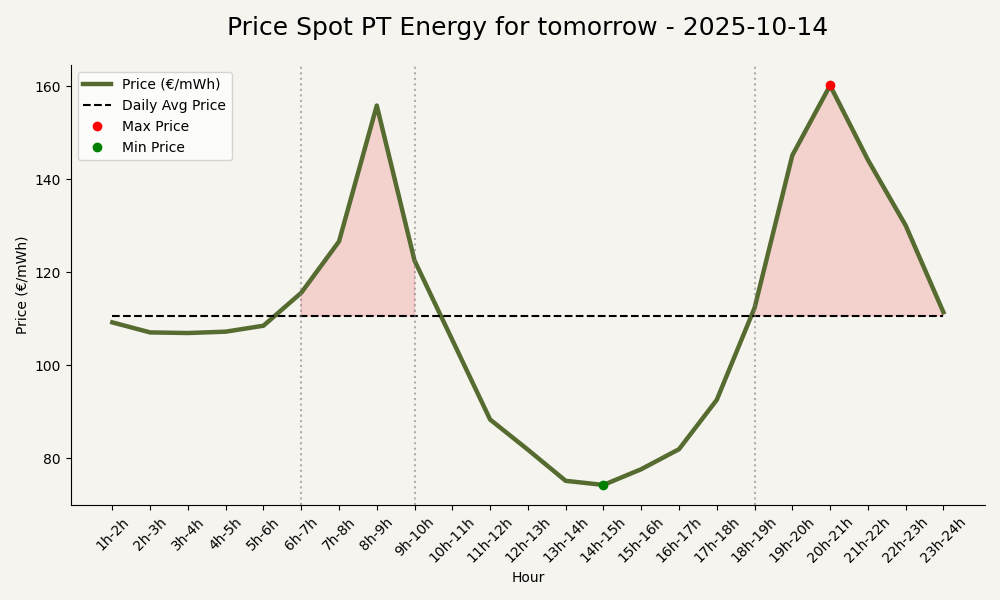 Price Spot PT Energy for tomorrow - 2025-10-14
Price (€/mWh)
Daily Avg Price
Max Price
Min Price
Price (€/mWh)
160
140
120
100
80
1h-2h
2h-3h
3h-4h
4h-5h
5h-6h
6h-7h
7h-8h
8h-9h
9h-10h
10h-11h
11h-12h
12h-13h
13h-14h
14h-15h
15h-16h
16h-17h
17h-18h
18h-19h
19h-20h
20h-21h
21h-22h
22h-23h
23h-24h
Hour